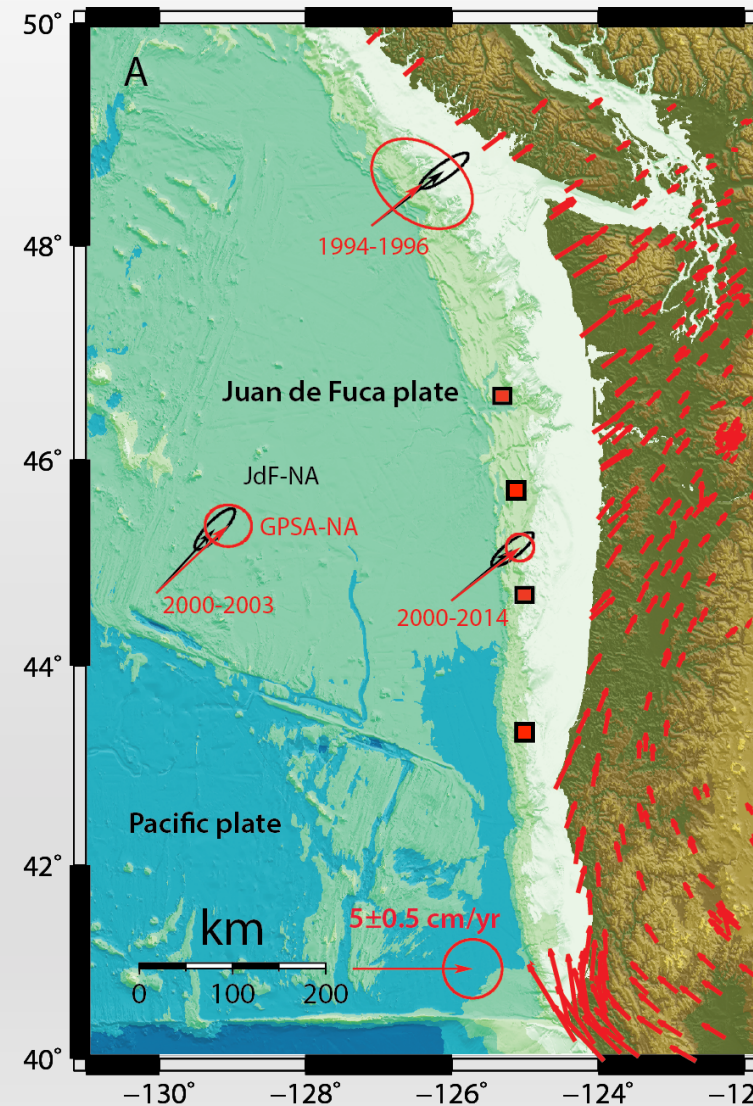 50°
A
1994-1996
48°
Juan de Fuca plate
46°
JdF-NA
GPSA-NA
2000-2003
2000-2014
44°
Pacific plate
42°
5±0.5 cm/yr
km
0 100 200
40°
−130° −128° −126° −124° −12